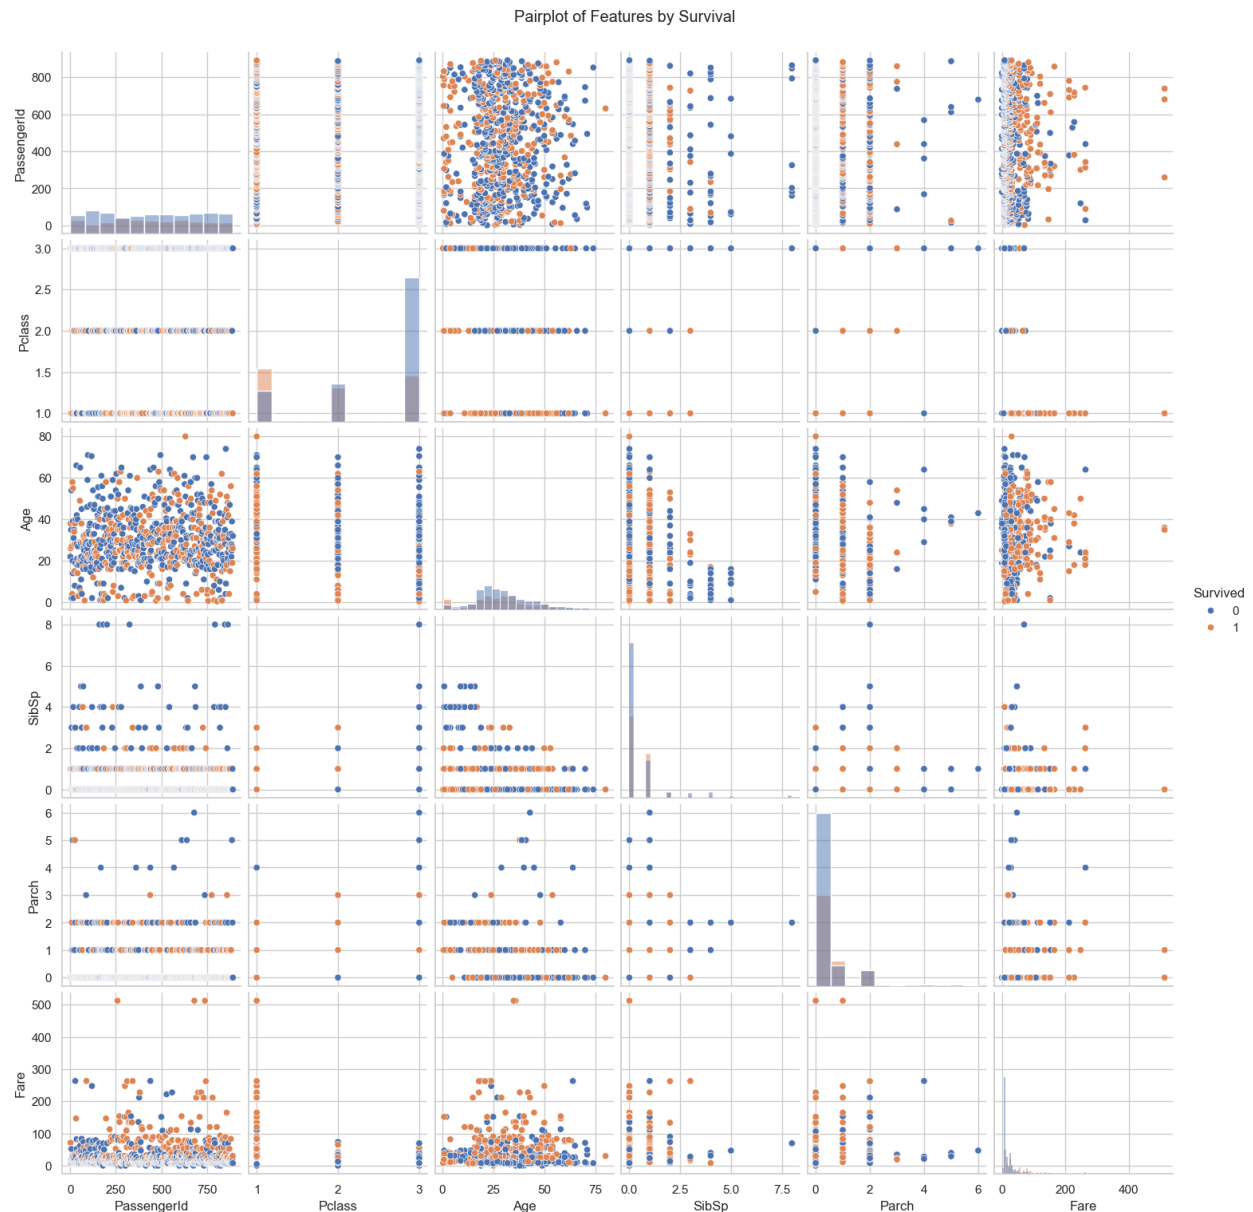 Pairplot of Features by Survival
800
600
400
200
0
PassengerId
3.0
2.5
2.0
1.5
1.0
Pclass
80
60
40
20
0
Age
8
6
4
2
0
SibSp
6
5
4
3
2
1
0
Parch
500
400
300
200
100
0
Fare
0 250 500 750
PassengerId
1 2 3
Pclass
0 25 50 75
Age
0.0 2.5 5.0 7.5
SibSp
0 2 4 6
Parch
0 200 400
Fare
Survived
0
1